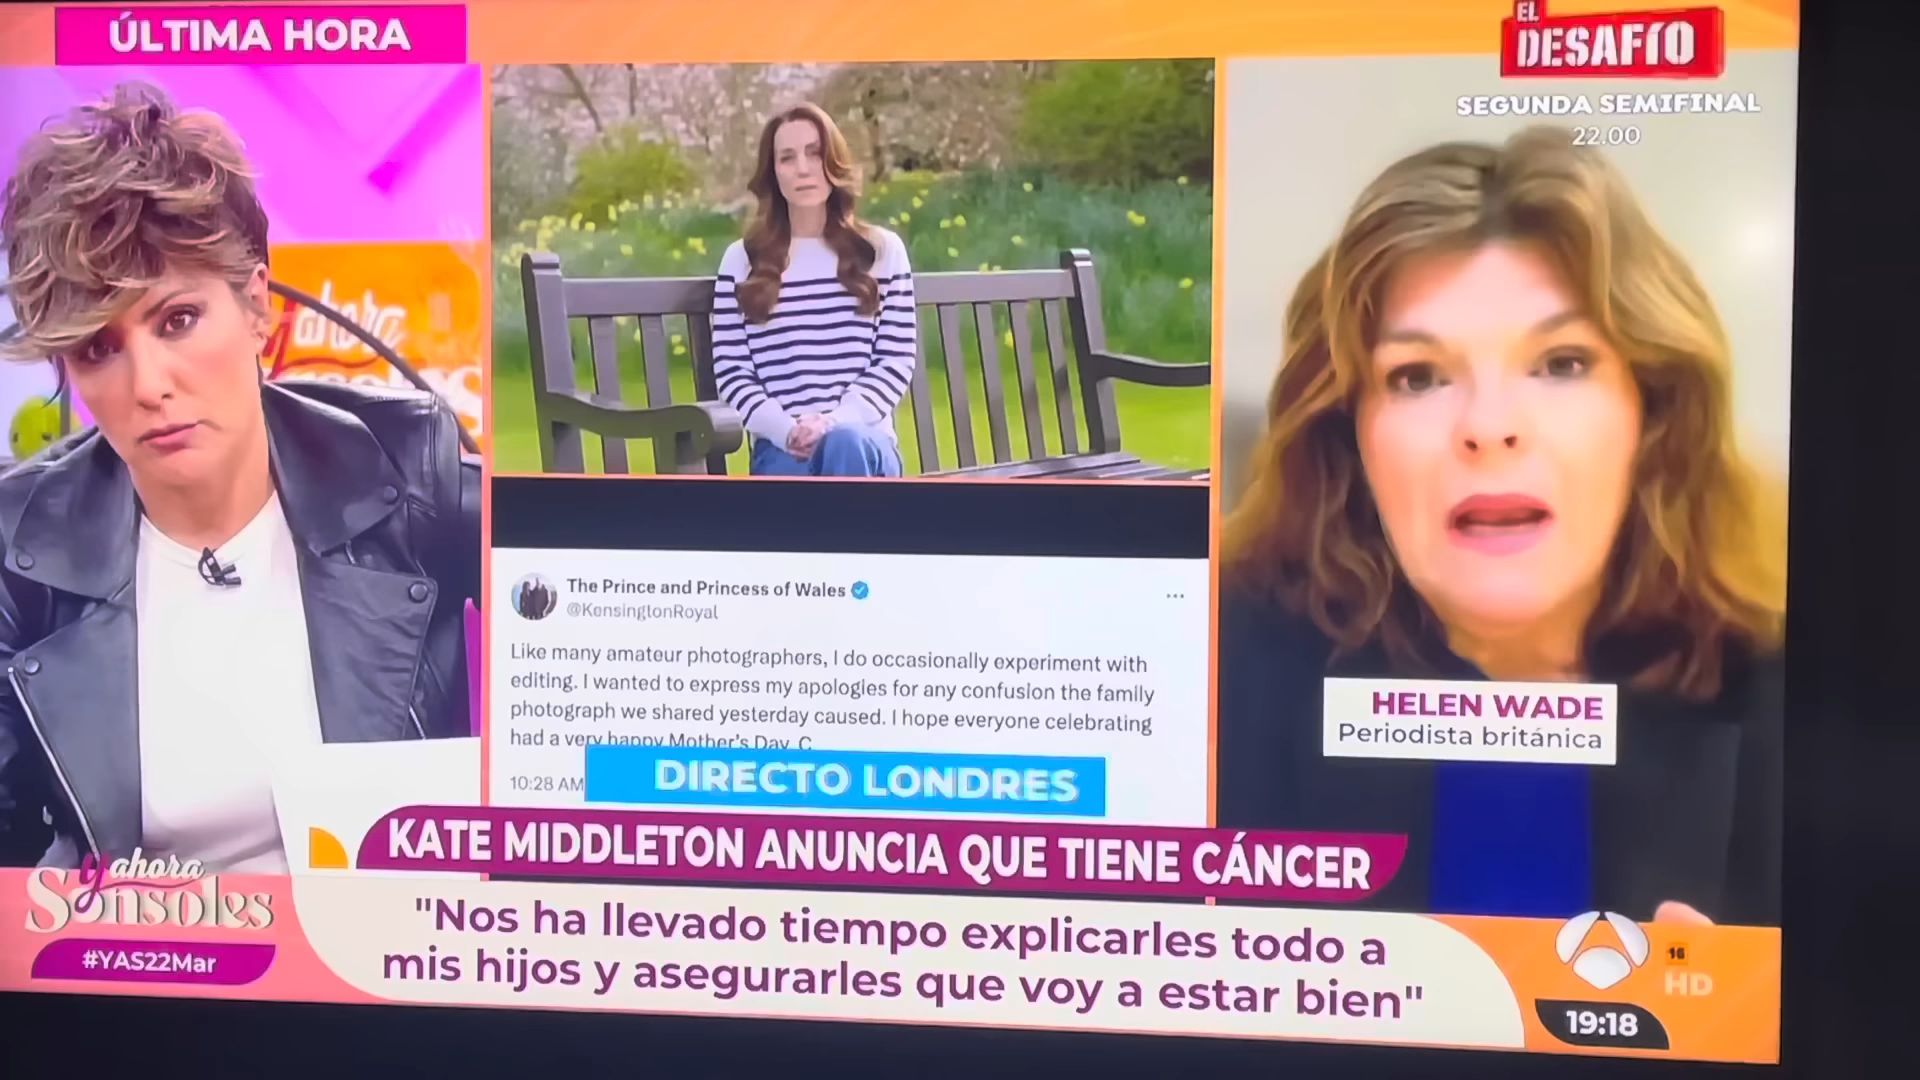 ÚLTIMA HORA
EL
DESAFÍO
SEGUNDA SEMIFINAL
22.00
Yahora
The Prince and Princess of Wales
@KensingtonRoyal
Like many amateur photographers, I do occasionally experiment with
editing. I wanted to express my apologies for any confusion the family
photograph we shared yesterday caused. I hope everyone celebrating
had a very happy Mother's Day. C
10:28 AM
HELEN WADE
Periodista británica
DIRECTO LONDRES
KATE MIDDLETON ANUNCIA QUE TIENE CÁNCER
"Nos ha llevado tiempo explicarles todo a
mis hijos y asegurarles que voy a estar bien"
yahora
Sonsoles
#YAS22Mar
16
HD
19:18